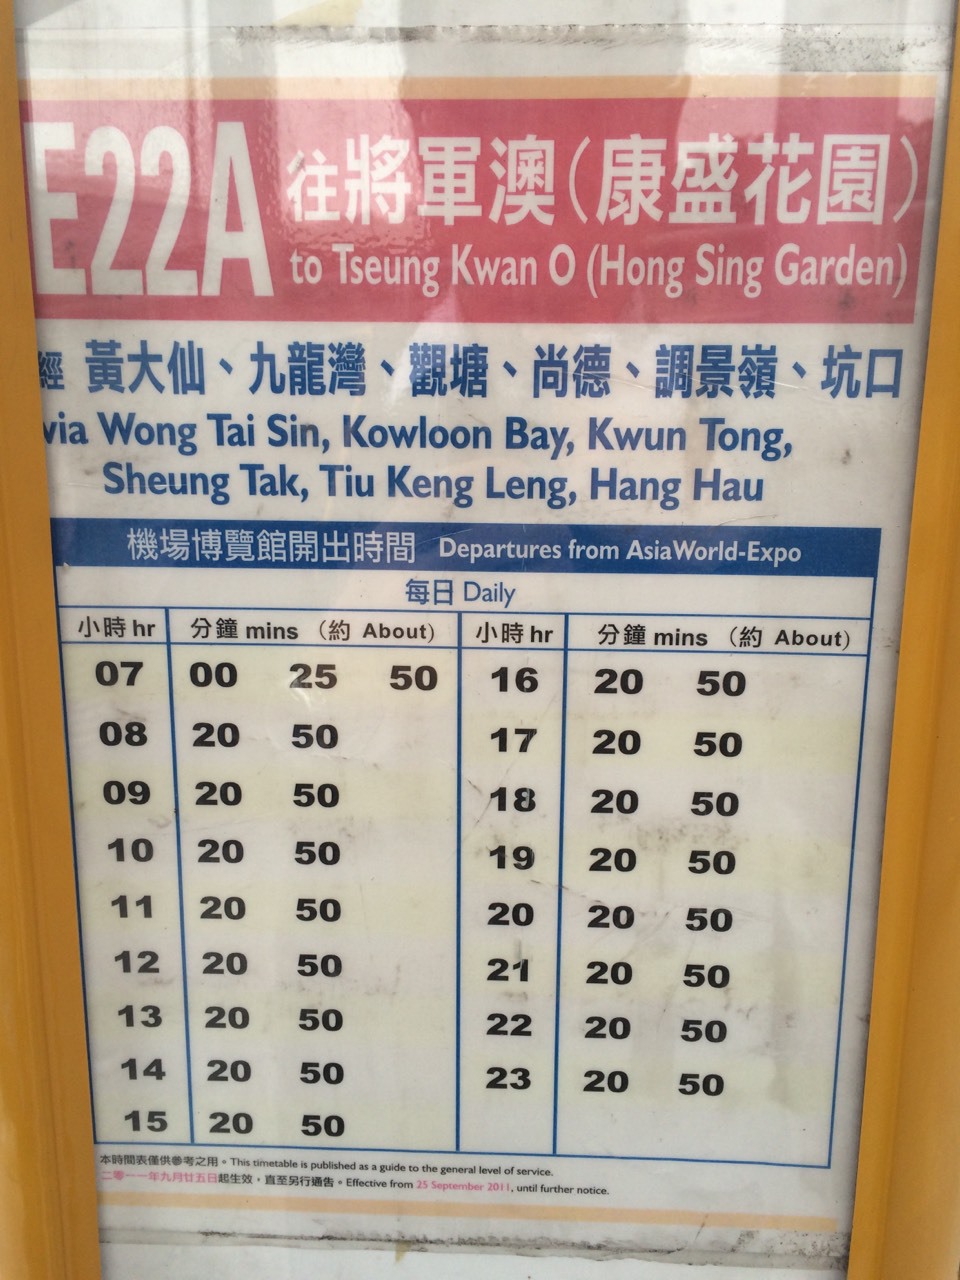 E22A 往將軍澳(康盛花園)
to Tseung Kwan O (Hong Sing Garden)
經 黃大仙、九龍灣、觀塘、尚德、調景嶺、坑口
via Wong Tai Sin, Kowloon Bay, Kwun Tong,
Sheung Tak, Tiu Keng Leng, Hang Hau
機場博覽館開出時間 Departures from AsiaWorld-Expo
每日 Daily
小時 hr 分鐘 mins (約 About) 小時 hr 分鐘 mins (約 About)
07 00 25 50 16 20 50
08 20 50 17 20 50
09 20 50 18 20 50
10 20 50 19 20 50
11 20 50 20 20 50
12 20 50 21 20 50
13 20 50 22 20 50
14 20 50 23 20 50
15 20 50
本時間表僅供參考之用。This timetable is published as a guide to the general level of service.
二零一一年九月廿五日起生效,直至另行通告。Effective from 25 September 2011, until further notice.